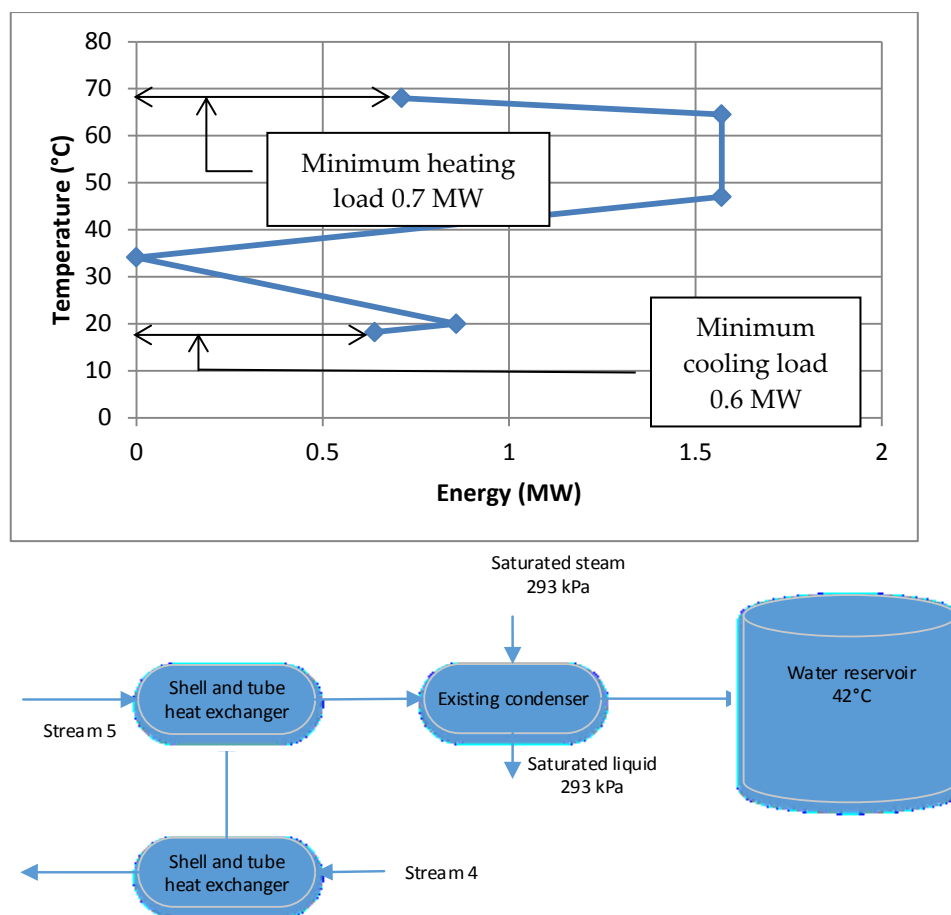 80
70
60
50
40
30
20
10
0
Temperature (°C)
Minimum heating
load 0.7 MW
Minimum
cooling load
0.6 MW
0
0.5
1
1.5
2
Energy (MW)
Saturated steam
293 kPa
Shell and tube
heat exchanger
Existing condenser
Water reservoir
42°C
Stream 5
Saturated liquid
293 kPa
Shell and tube
heat exchanger
Stream 4